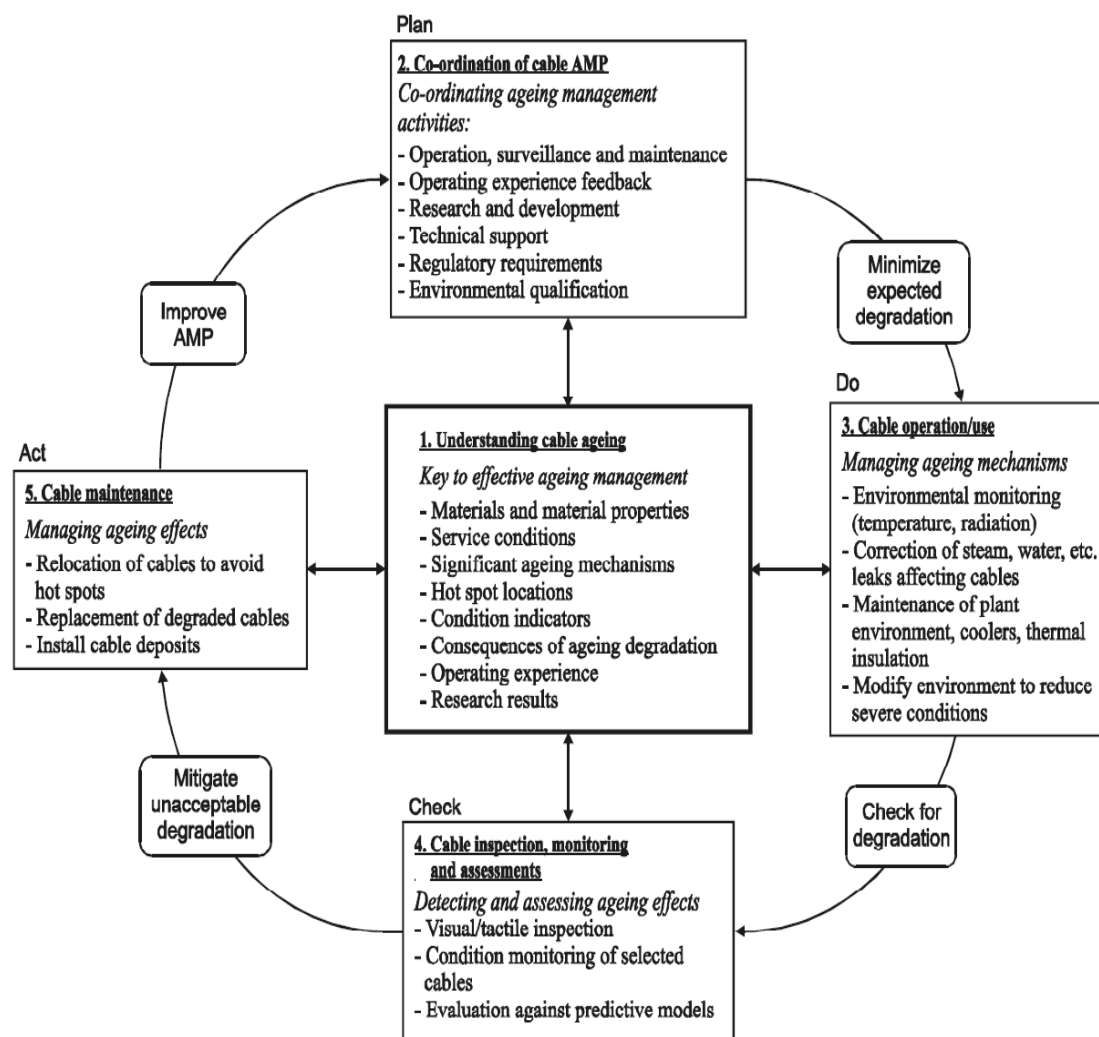 Plan
2. Co-ordination of cable AMP
Co-ordinating ageing management
activities:
- Operation, surveillance and maintenance
- Operating experience feedback
- Research and development
- Technical support
- Regulatory requirements
- Environmental qualification
Improve
AMP
Minimize
expected
degradation
Do
3. Cable operation/use
Managing ageing mechanisms
- Environmental monitoring
(temperature, radiation)
- Correction of steam, water, etc.
leaks affecting cables
- Maintenance of plant
environment, coolers, thermal
insulation
- Modify environment to reduce
severe conditions
1. Understanding cable ageing
Key to effective ageing management
- Materials and material properties
- Service conditions
- Significant ageing mechanisms
- Hot spot locations
- Condition indicators
- Consequences of ageing degradation
- Operating experience
- Research results
Act
5. Cable maintenance
Managing ageing effects
- Relocation of cables to avoid
hot spots
- Replacement of degraded cables
- Install cable deposits
Mitigate
unacceptable
degradation
Check for
degradation
Check
4. Cable inspection, monitoring
and assessments
Detecting and assessing ageing effects
- Visual/tactile inspection
- Condition monitoring of selected
cables
- Evaluation against predictive models